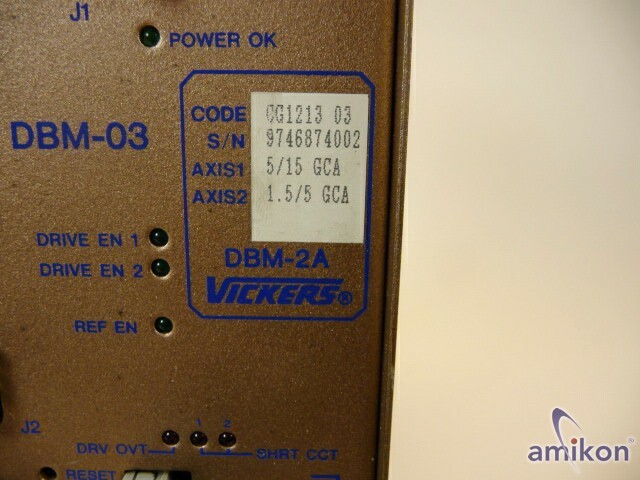 J1
POWER OK
DBM-03
CODE CG1213 03
S/N 9746874002
AXIS1 5/15 GCA
AXIS2 1.5/5 GCA
DBM-2A
VICKERS®
DRIVE EN 1
DRIVE EN 2
REF EN
J2
1 2
DRV OVT
SHRT CCT
RESET
amikon®